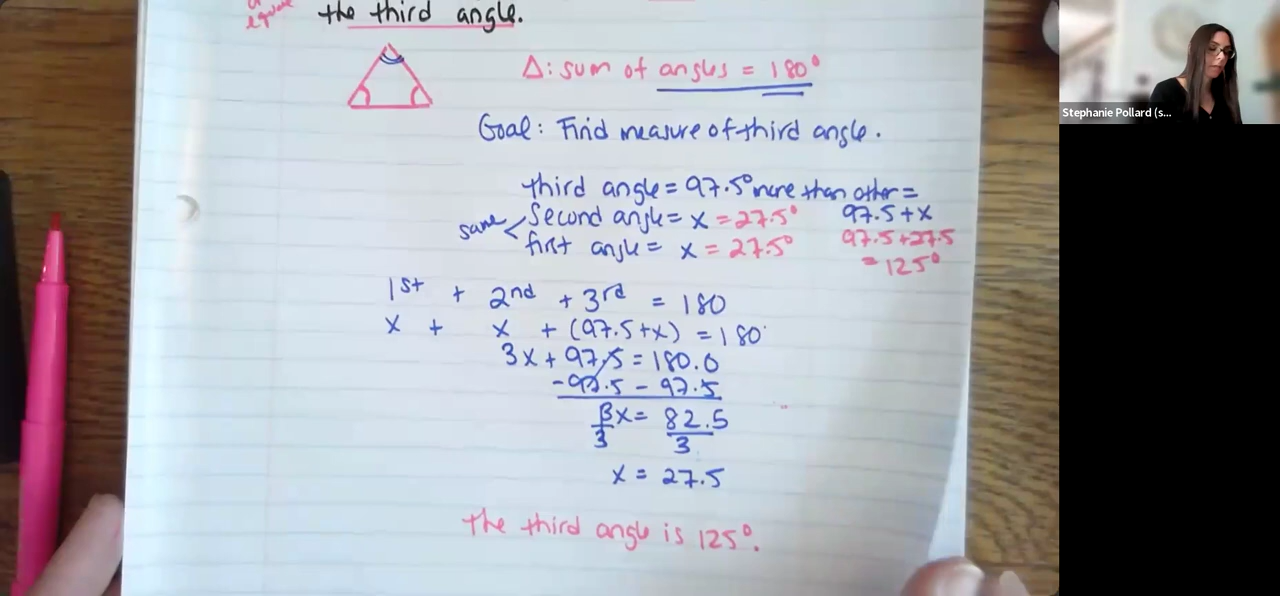 equal the third angle.
Δ: sum of angles = 180°
Goal: Find measure of third angle.
third angle = 97.5° more than other =
same < Second angle = x = 27.5° 97.5 + x
first angle = x = 27.5° 97.5 + 27.5
= 125°
1st + 2nd + 3rd = 180
x + x + (97.5 + x) = 180
3x + 97.5 = 180.0
-97.5 - 97.5
3x = 82.5
3 3
x = 27.5
The third angle is 125°.
Stephanie Pollard (s...